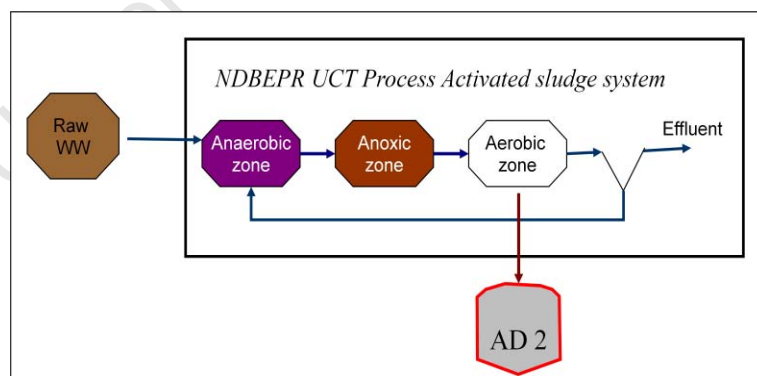 NDBEPR UCT Process Activated sludge system
Raw
WW
Anaerobic
zone
Anoxic
zone
Aerobic
zone
Effluent
AD 2